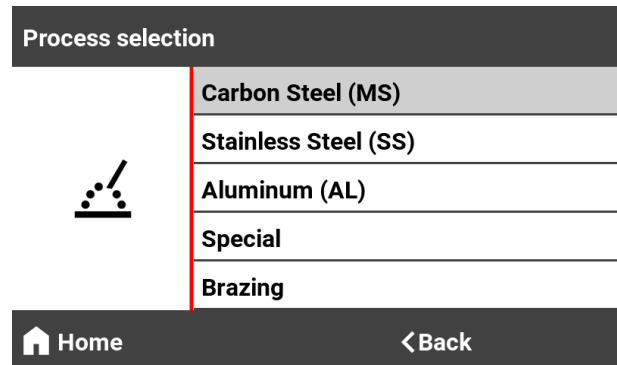 Process selection
Carbon Steel (MS)
Stainless Steel (SS)
Aluminum (AL)
Special
Brazing
Home
Back